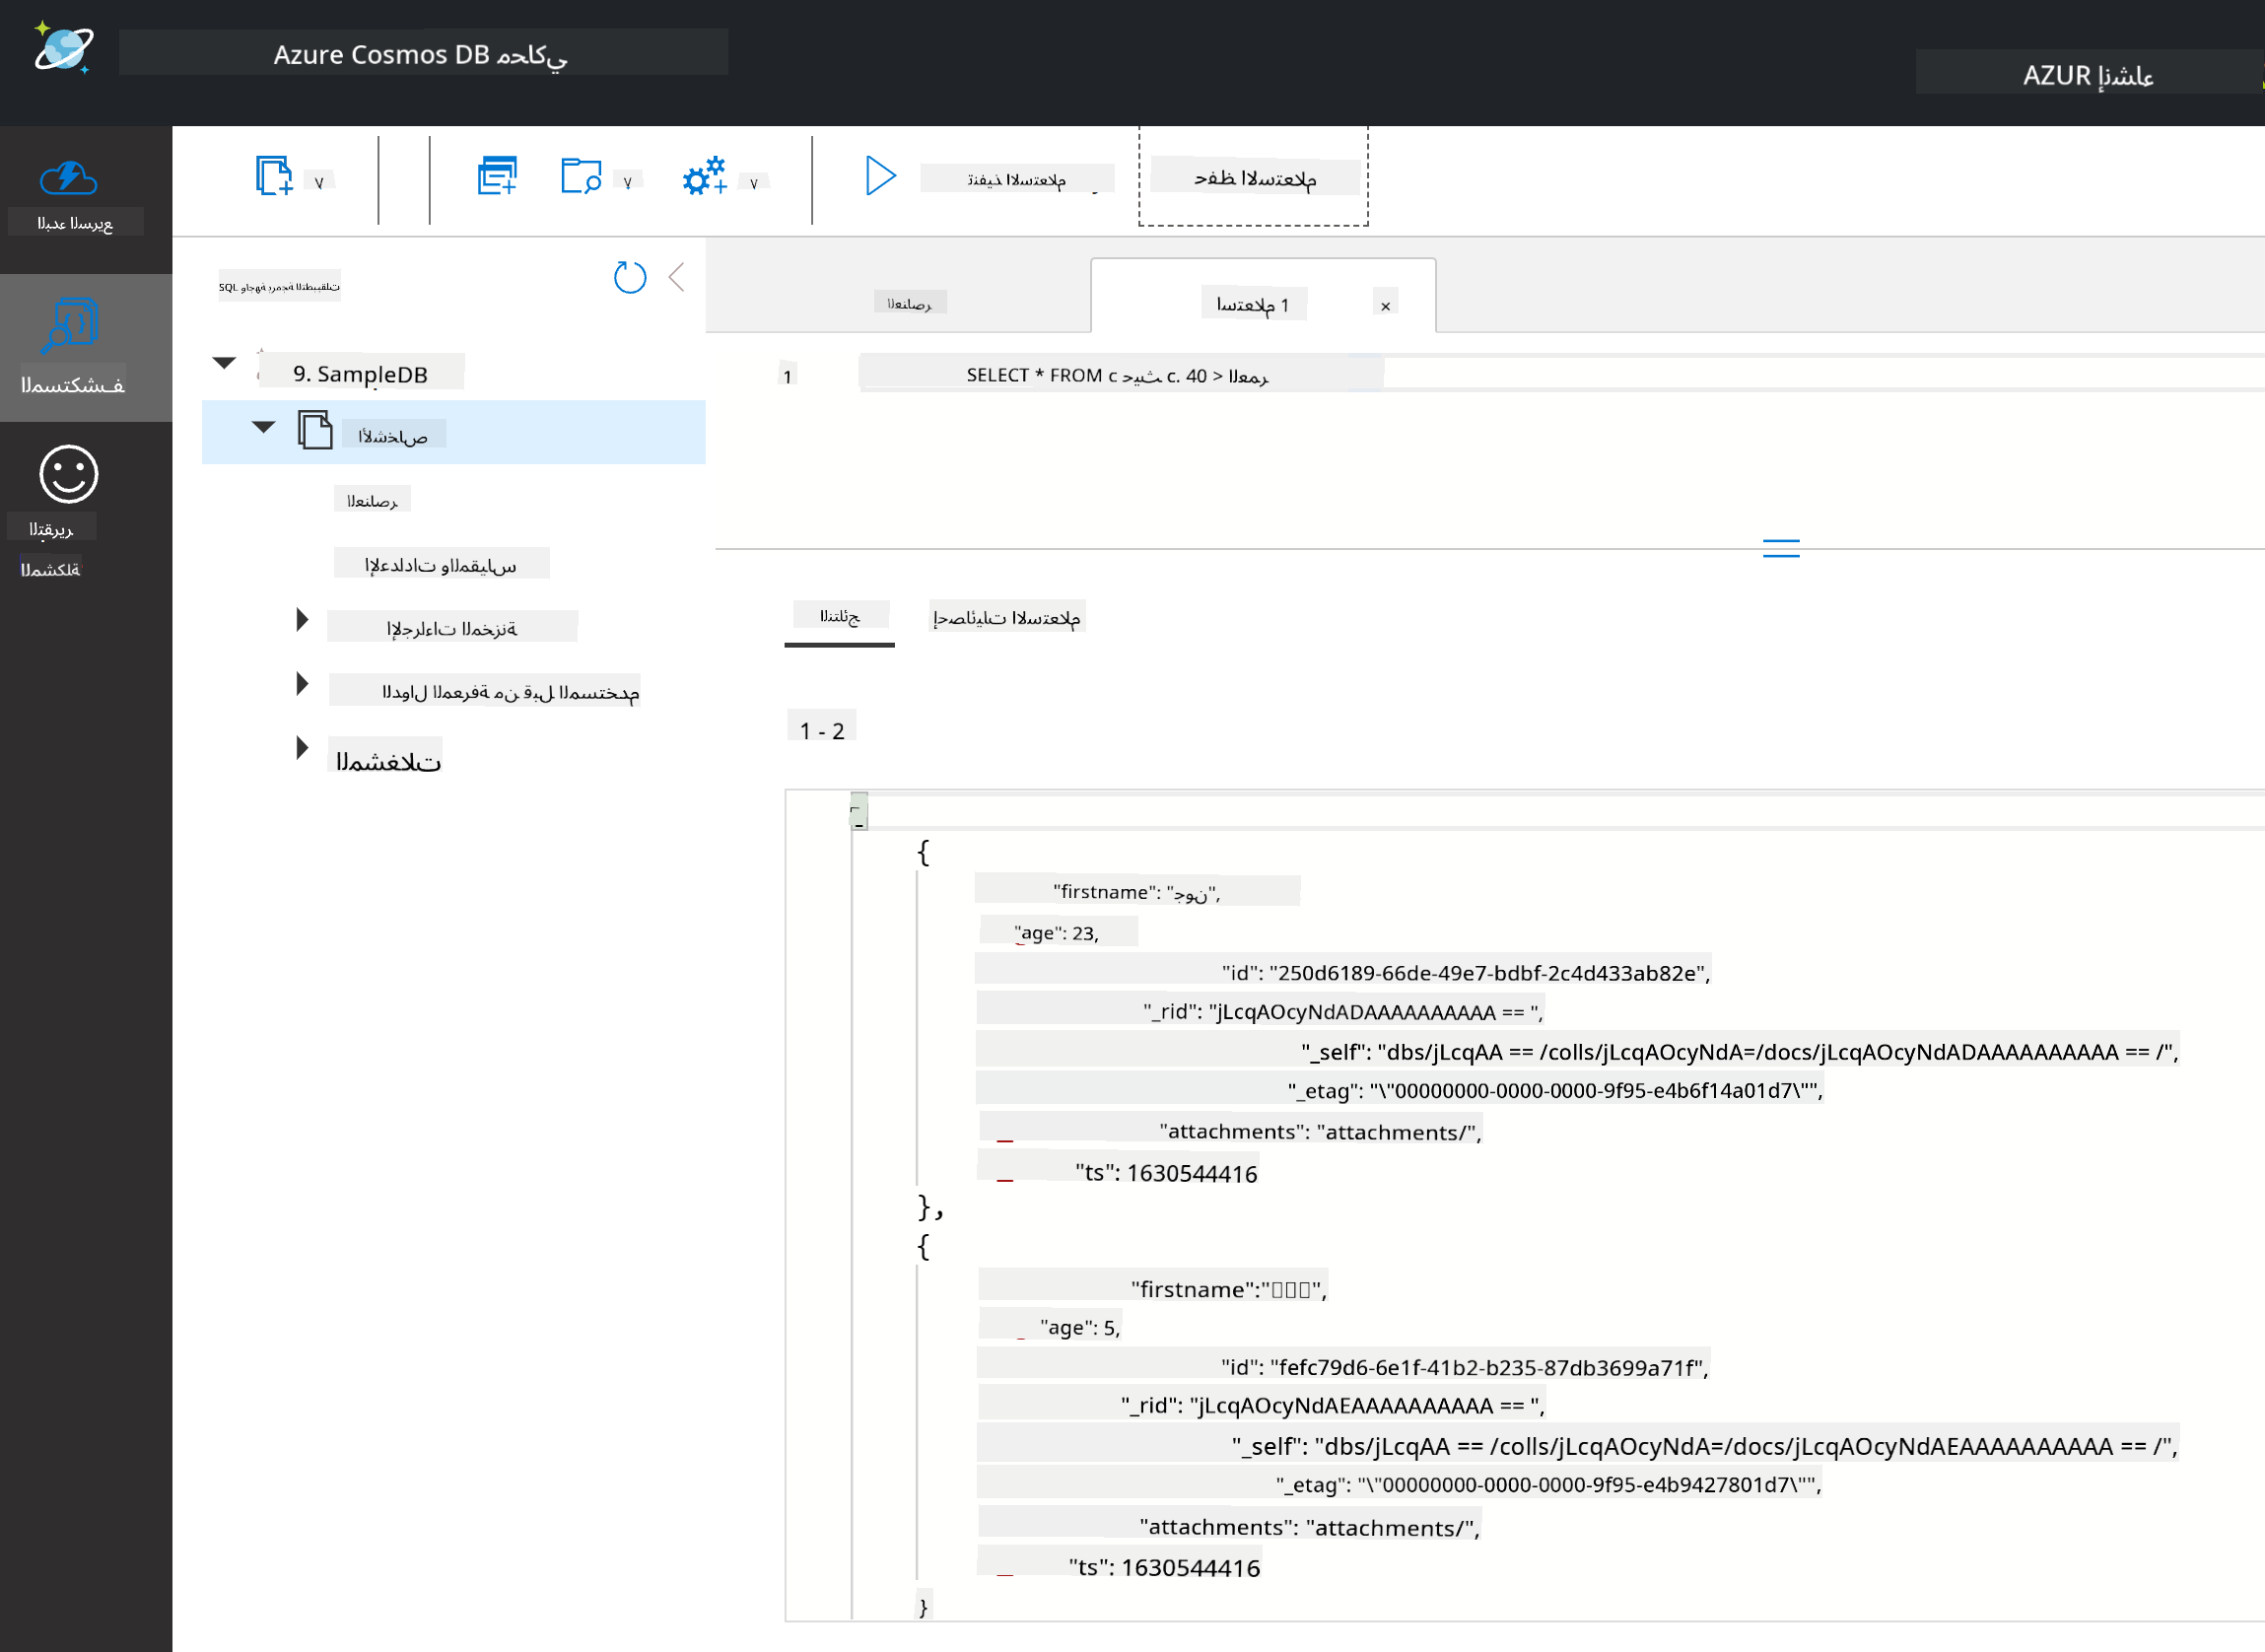 Azure Cosmos DB محاكي
AZUR إنشاء
البدء السريع
المستكشف
التقرير
المشكلة
v
v
v
تنفيذ الاستعلام
حفظ الاستعلام
SQL واجهة برمجة التطبيقات
9. SampleDB
الأشخاص
العناصر
الإعدادات والمقياس
الإجراءات المخزنة
الدوال المعرفة من قبل المستخدم
المشغلات
العناصر
استعلام 1
×
1
SELECT * FROM c حيث c. 40 > العمر
النتائج
إحصائيات الاستعلام
1 - 2
[
{
"firstname": "جون",
"age": 23,
"id": "250d6189-66de-49e7-bdbf-2c4d433ab82e",
"_rid": "jLcqAOcyNdADAAAAAAAAAA == ",
"_self": "dbs/jLcqAA == /colls/jLcqAOcyNdA=/docs/jLcqAOcyNdADAAAAAAAAAA == /",
"_etag": "\"00000000-0000-0000-9f95-e4b6f14a01d7\"",
"attachments": "attachments/",
"ts": 1630544416
},
{
"firstname":"▯▯▯",
"age": 5,
"id": "fefc79d6-6e1f-41b2-b235-87db3699a71f",
"_rid": "jLcqAOcyNdAEAAAAAAAAAA == ",
"_self": "dbs/jLcqAA == /colls/jLcqAOcyNdA=/docs/jLcqAOcyNdAEAAAAAAAAAA == /",
"_etag": "\"00000000-0000-0000-9f95-e4b9427801d7\"",
"attachments": "attachments/",
"ts": 1630544416
}